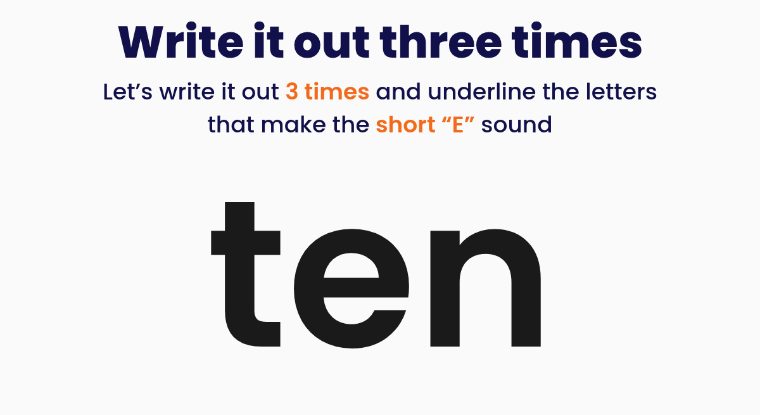 Write it out three times
Let’s write it out 3 times and underline the letters
that make the short “E” sound
ten